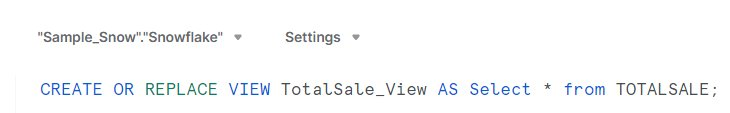 "Sample_Snow"."Snowflake" Settings
CREATE OR REPLACE VIEW TotalSale_View AS Select * from TOTALSALE;